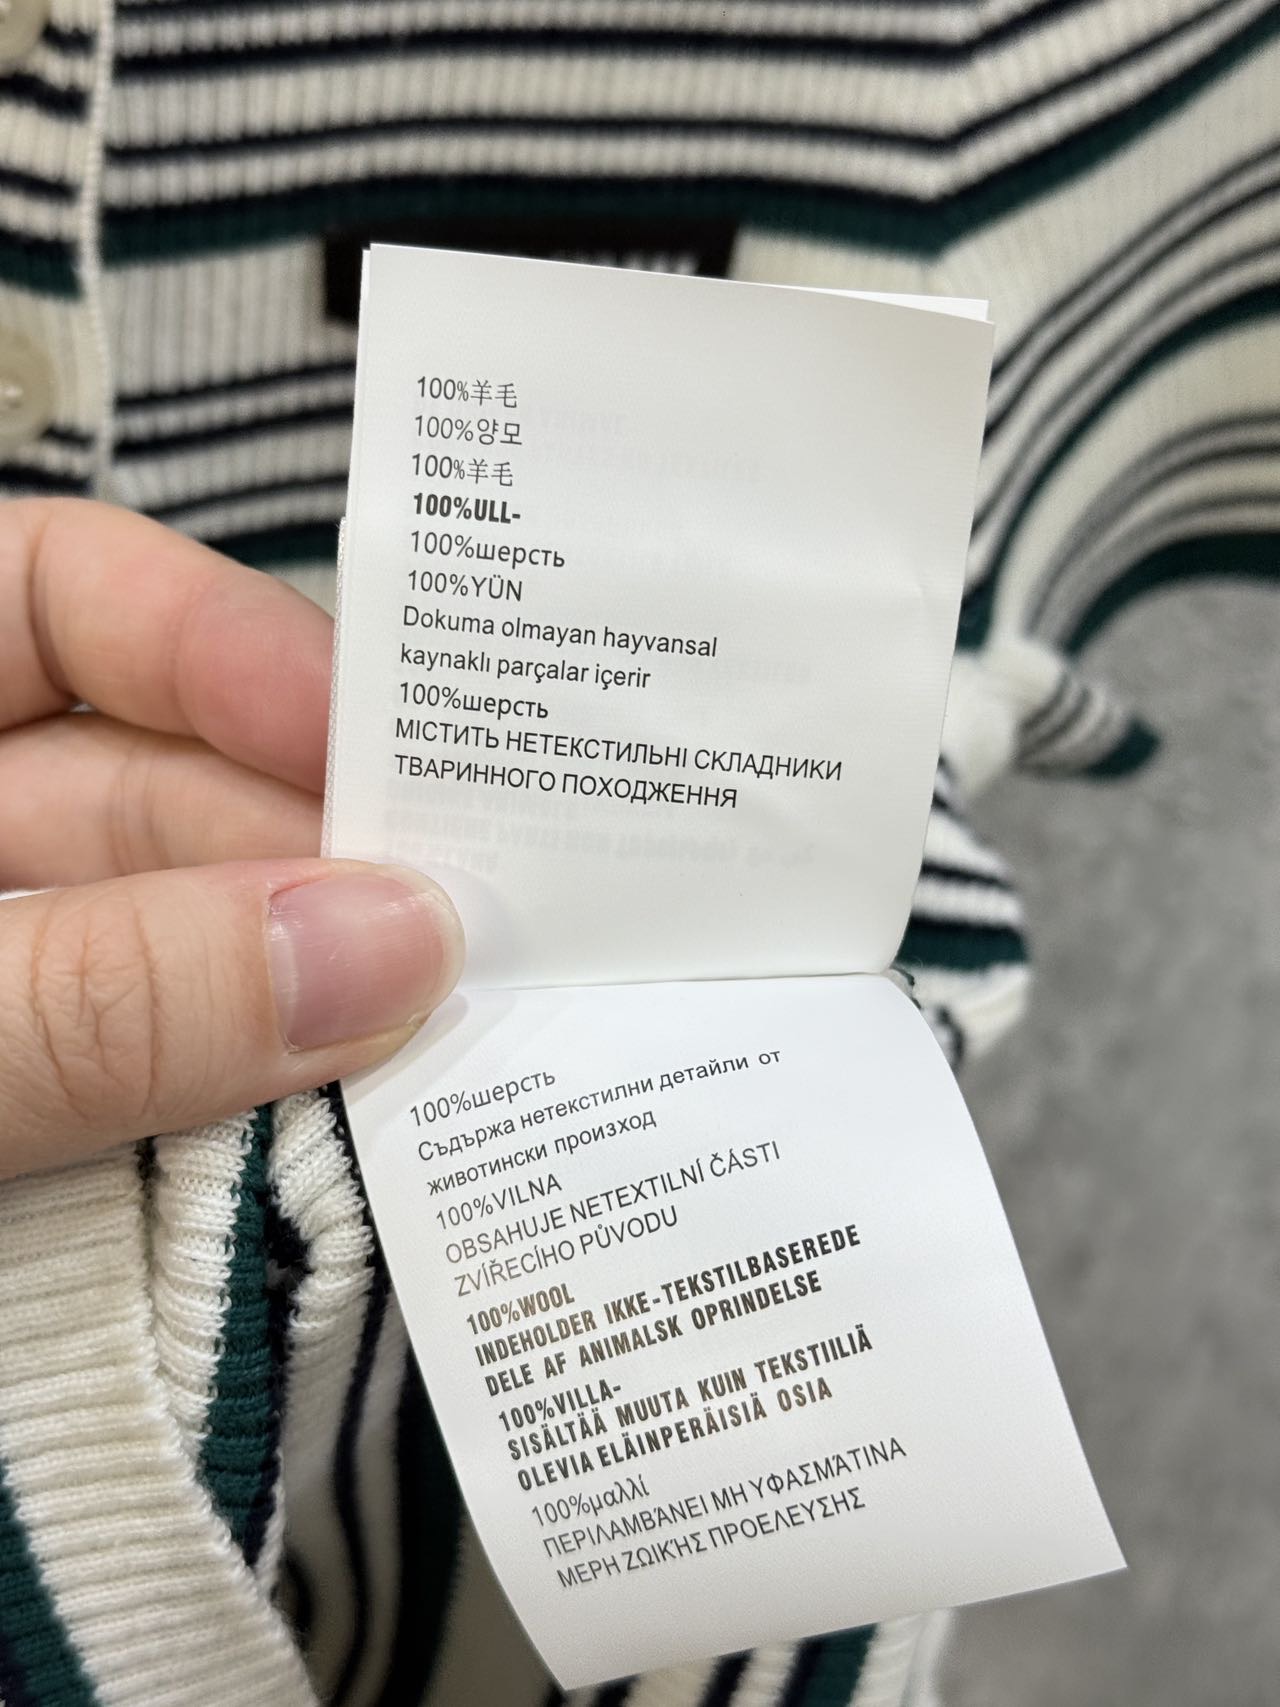 100%羊毛
100%양모
100%羊毛
100%ULL-
100%шерсть
100%YÜN
Dokuma olmayan hayvansal
kaynaklı parçalar içerir
100%шерсть
МІСТИТЬ НЕТЕКСТИЛЬНІ СКЛАДНИКИ
ТВАРИННОГО ПОХОДЖЕННЯ
100%шерсть
Съдържа нетекстилни детайли от
животински произход
100%VILNA
OBSAHUJE NETEXTILNÍ ČÁSTI
ZVÍŘECÍHO PŮVODU
100%WOOL
INDEHOLDER IKKE-TEKSTILBASEREDE
DELE AF ANIMALSK OPRINDELSE
100%VILLA-
SISÄLTÄÄ MUUTA KUIN TEKSTIILIÄ
OLEVIA ELÄINPERÄISIÄ OSIA
100%μαλλί
ΠΕΡΙΛΑΜΒΆΝΕΙ ΜΗ ΥΦΑΣΜΆΤΙΝΑ
ΜΕΡΗ ΖΩΙΚΉΣ ΠΡΟΕΛΕΥΣΗΣ